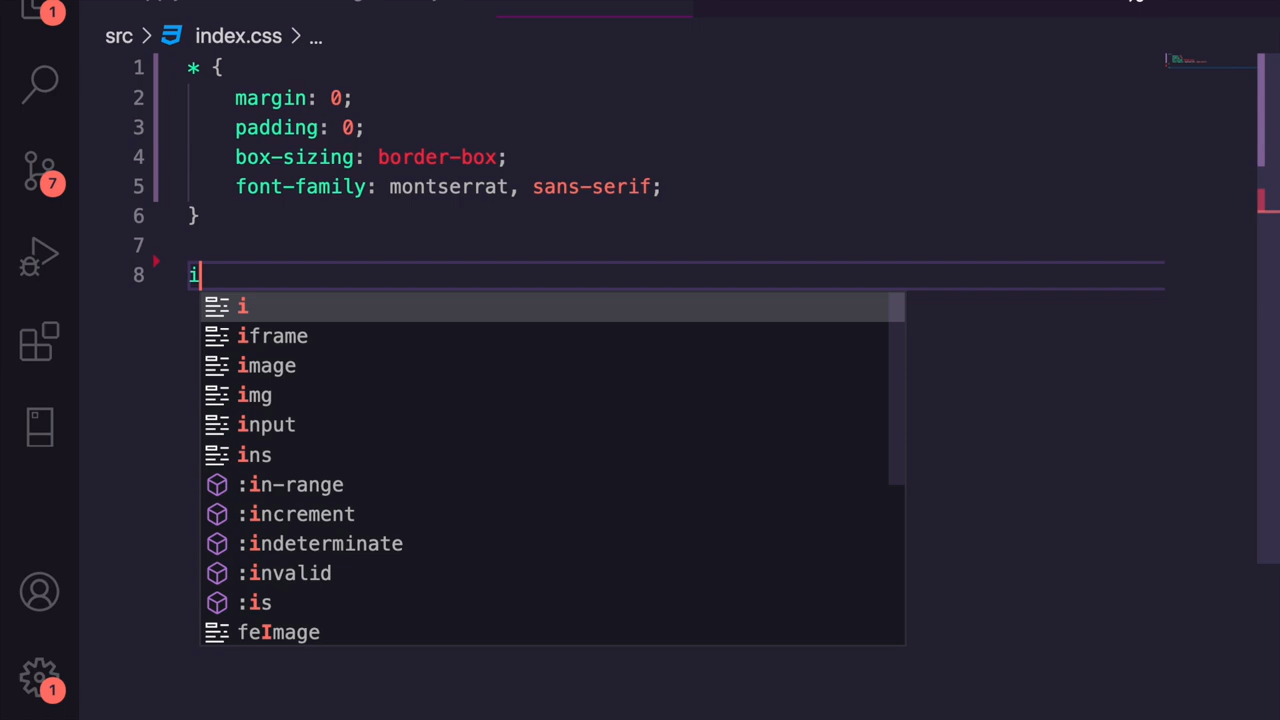 1
src > index.css > ...
1 * {
2 margin: 0;
3 padding: 0;
4 box-sizing: border-box;
5 font-family: montserrat, sans-serif;
6 }
7
7
8 i
i
iframe
image
img
input
ins
:in-range
:increment
:indeterminate
:invalid
:is
feImage
1